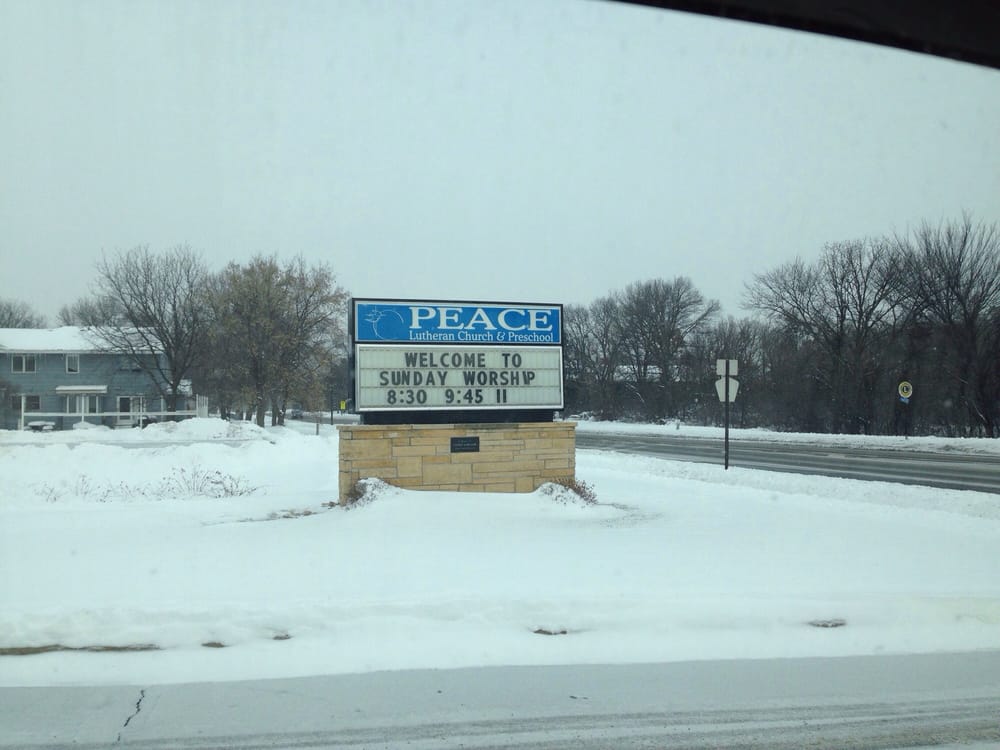 PEACE
Lutheran Church & Preschool
WELCOME TO
SUNDAY WORSHIP
8:30 9:45 11